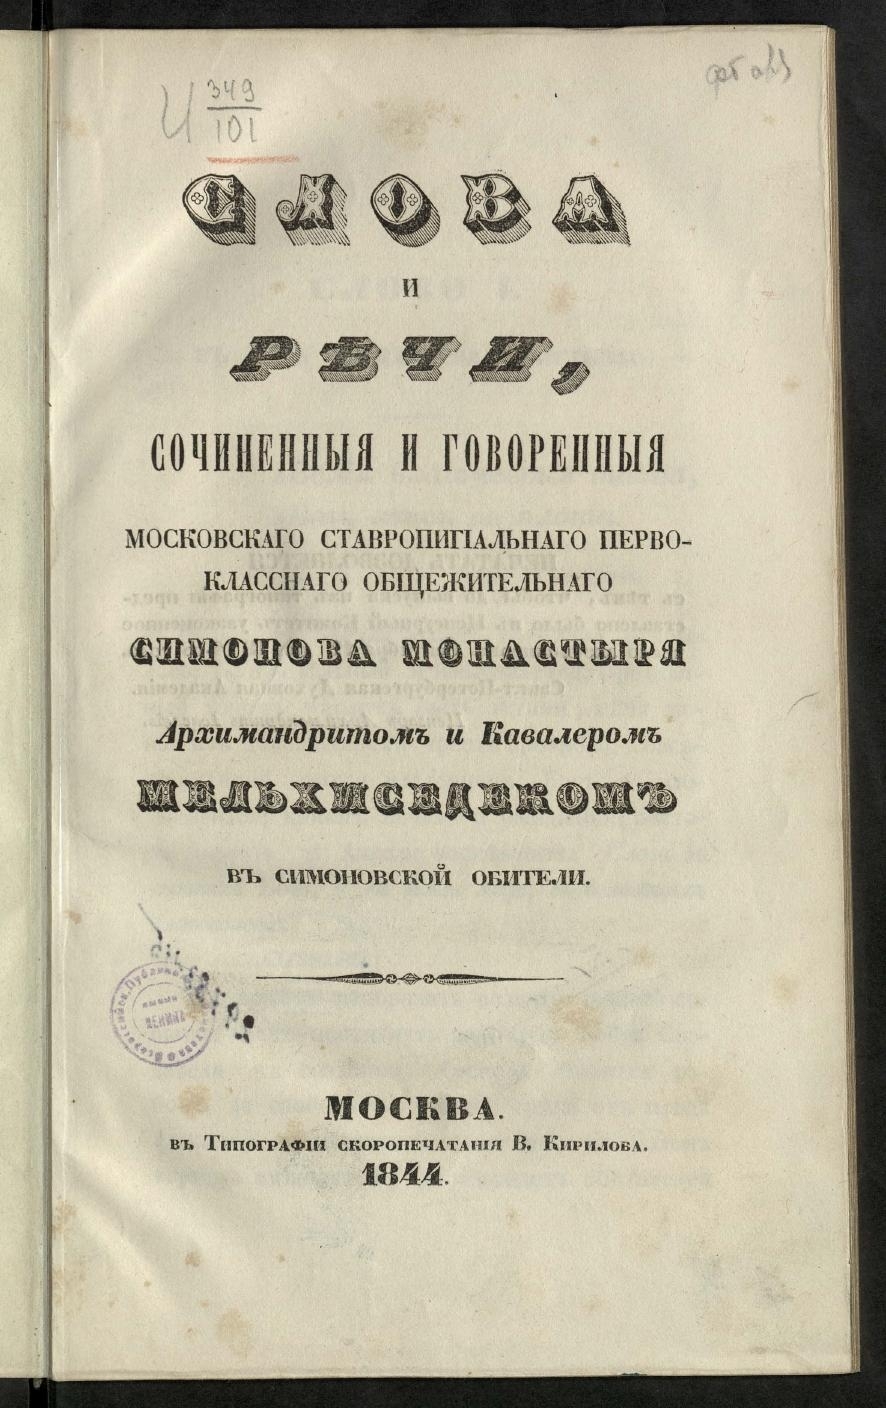 И 349
101
СЛОВА
И
РѢЧИ,
СОЧИНЕННЫЯ И ГОВОРЕННЫЯ
МОСКОВСКАГО СТАВРОПИГІАЛЬНАГО ПЕРВО-
КЛАССНАГО ОБЩЕЖИТЕЛЬНАГО
СИМОНОВА МОНАСТЫРЯ
Архимандритомъ и Кавалеромъ
МЕЛЬХИСЕДЕКОМЪ
ВЪ СИМОНОВСКОЙ ОБИТЕЛИ.
ЛЕНИНА
МОСКВА.
въ Типографіи скоропечатанія В. Кирилова.
1844.